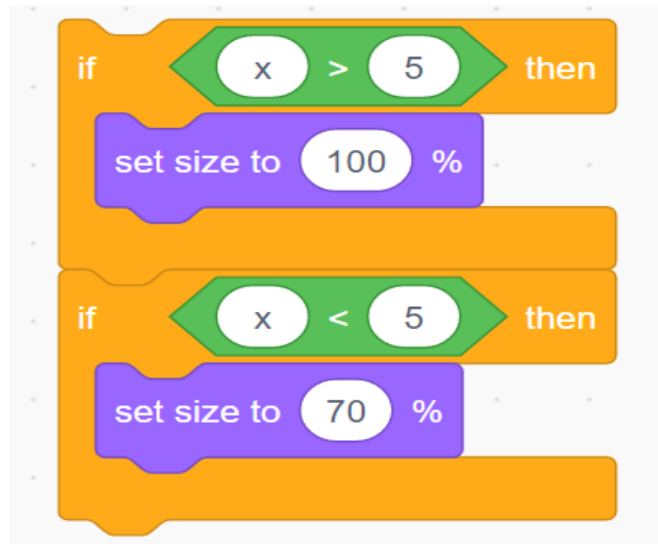 if x > 5 then
set size to 100 %
if x < 5 then
set size to 70 %